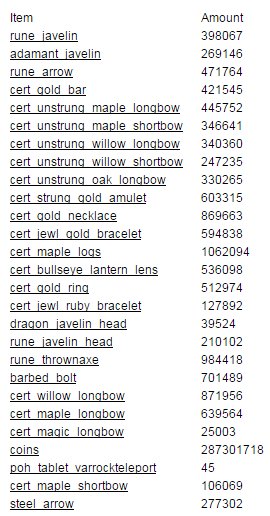 Item Amount
rune_javelin 398067
adamant_javelin 269146
rune_arrow 471764
cert_gold_bar 421545
cert_unstrung_maple_longbow 445752
cert_unstrung_maple_shortbow 346641
cert_unstrung_willow_longbow 340360
cert_unstrung_willow_shortbow 247235
cert_unstrung_oak_longbow 330265
cert_strung_gold_amulet 603315
cert_gold_necklace 869663
cert_jewl_gold_bracelet 594838
cert_maple_logs 1062094
cert_bullseye_lantern_lens 536098
cert_gold_ring 512974
cert_jewl_ruby_bracelet 127892
dragon_javelin_head 39524
rune_javelin_head 210102
rune_thrownaxe 984418
barbed_bolt 701489
cert_willow_longbow 871956
cert_maple_longbow 639564
cert_magic_longbow 25003
coins 287301718
poh_tablet_varrockteleport 45
cert_maple_shortbow 106069
steel_arrow 277302